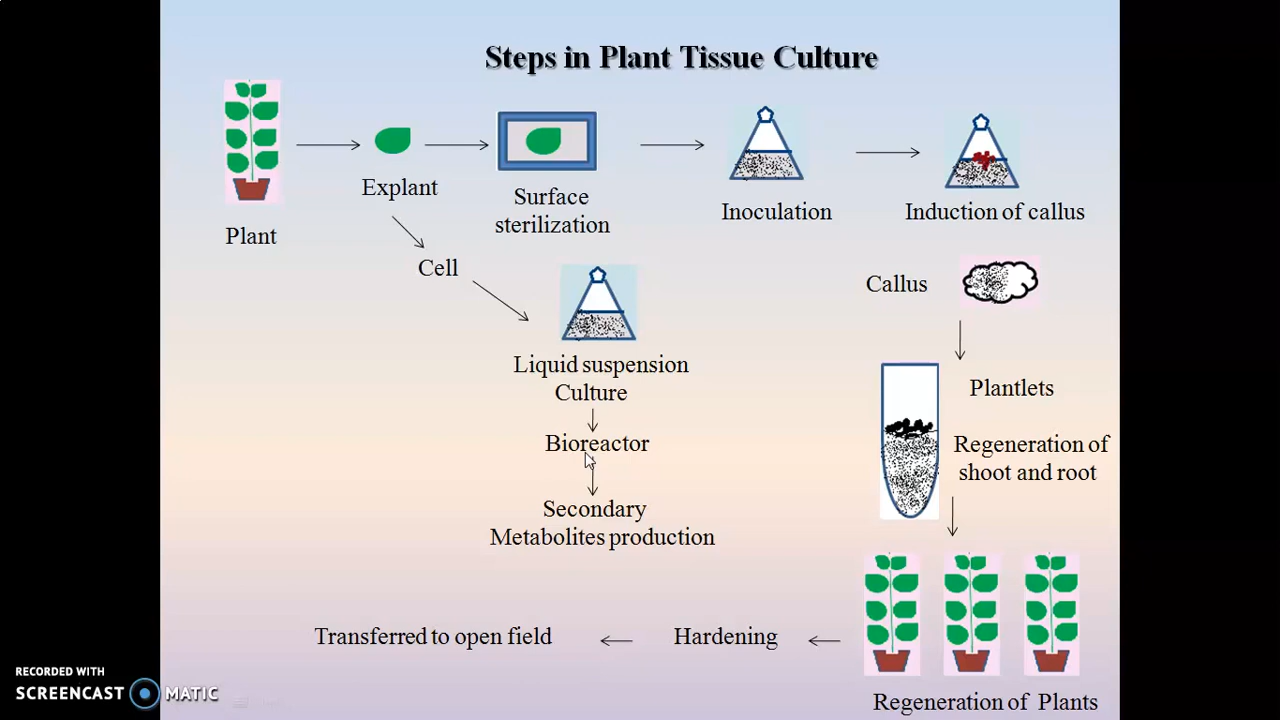 Steps in Plant Tissue Culture
Plant
Explant
Surface
sterilization
Inoculation
Induction of callus
Cell
Callus
Liquid suspension
Culture
Plantlets
Bioreactor
Regeneration of
shoot and root
Secondary
Metabolites production
Transferred to open field
Hardening
Regeneration of Plants
RECORDED WITH
SCREENCAST MATIC